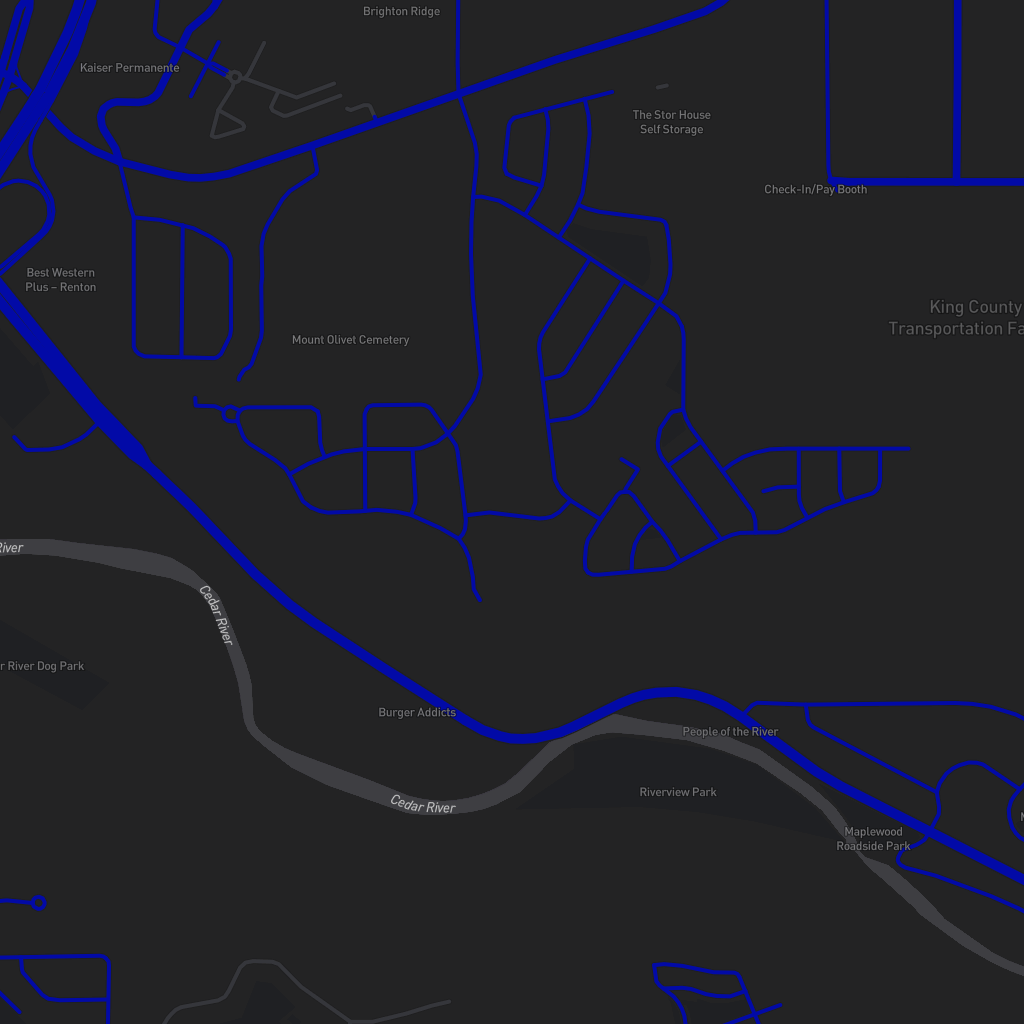 Brighton Ridge
Kaiser Permanente
The Stor House
Self Storage
Check-In/Pay Booth
Best Western
Plus – Renton
King County
Mount Olivet Cemetery
Transportation Fa
River
Cedar River
r River Dog Park
Burger Addicts
People of the River
Riverview Park
Cedar River
Maplewood
Roadside Park